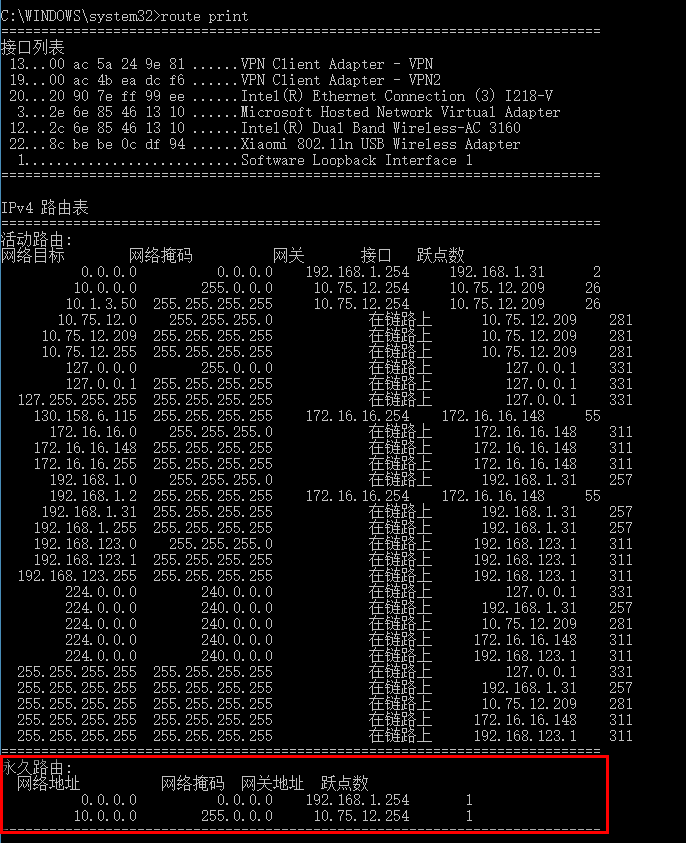 C:\WINDOWS\system32>route print
===========================================================================
接口列表
 13...00 ac 5a 24 9e 81 ......VPN Client Adapter - VPN
 19...00 ac 4b ea dc f6 ......VPN Client Adapter - VPN2
 20...20 90 7e ff 99 ee ......Intel(R) Ethernet Connection (3) I218-V
  3...2e 6e 85 46 13 10 ......Microsoft Hosted Network Virtual Adapter
 12...2c 6e 85 46 13 10 ......Intel(R) Dual Band Wireless-AC 3160
 22...8c be be 0c df 94 ......Xiaomi 802.11n USB Wireless Adapter
  1...........................Software Loopback Interface 1
===========================================================================
IPv4 路由表
===========================================================================
活动路由:
网络目标        网络掩码          网关       接口   跃点数
          0.0.0.0          0.0.0.0    192.168.1.254     192.168.1.31      2
         10.0.0.0        255.0.0.0     10.75.12.254     10.75.12.209     26
        10.1.3.50  255.255.255.255     10.75.12.254     10.75.12.209     26
       10.75.12.0    255.255.255.0            在链路上      10.75.12.209    281
     10.75.12.209  255.255.255.255            在链路上      10.75.12.209    281
     10.75.12.255  255.255.255.255            在链路上      10.75.12.209    281
        127.0.0.0        255.0.0.0            在链路上         127.0.0.1    331
        127.0.0.1  255.255.255.255            在链路上         127.0.0.1    331
  127.255.255.255  255.255.255.255            在链路上         127.0.0.1    331
    130.158.6.115  255.255.255.255    172.16.16.254    172.16.16.148     55
      172.16.16.0    255.255.255.0            在链路上     172.16.16.148    311
    172.16.16.148  255.255.255.255            在链路上     172.16.16.148    311
    172.16.16.255  255.255.255.255            在链路上     172.16.16.148    311
      192.168.1.0    255.255.255.0            在链路上      192.168.1.31    257
      192.168.1.2  255.255.255.255    172.16.16.254    172.16.16.148     55
     192.168.1.31  255.255.255.255            在链路上      192.168.1.31    257
    192.168.1.255  255.255.255.255            在链路上      192.168.1.31    257
    192.168.123.0    255.255.255.0            在链路上     192.168.123.1    311
    192.168.123.1  255.255.255.255            在链路上     192.168.123.1    311
  192.168.123.255  255.255.255.255            在链路上     192.168.123.1    311
        224.0.0.0        240.0.0.0            在链路上         127.0.0.1    331
        224.0.0.0        240.0.0.0            在链路上      192.168.1.31    257
        224.0.0.0        240.0.0.0            在链路上      10.75.12.209    281
        224.0.0.0        240.0.0.0            在链路上     172.16.16.148    311
        224.0.0.0        240.0.0.0            在链路上     192.168.123.1    311
  255.255.255.255  255.255.255.255            在链路上         127.0.0.1    331
  255.255.255.255  255.255.255.255            在链路上      192.168.1.31    257
  255.255.255.255  255.255.255.255            在链路上      10.75.12.209    281
  255.255.255.255  255.255.255.255            在链路上     172.16.16.148    311
  255.255.255.255  255.255.255.255            在链路上     192.168.123.1    311
===========================================================================
永久路由:
  网络地址          网络掩码  网关地址  跃点数
          0.0.0.0          0.0.0.0    192.168.1.254       1
         10.0.0.0        255.0.0.0     10.75.12.254       1
===========================================================================